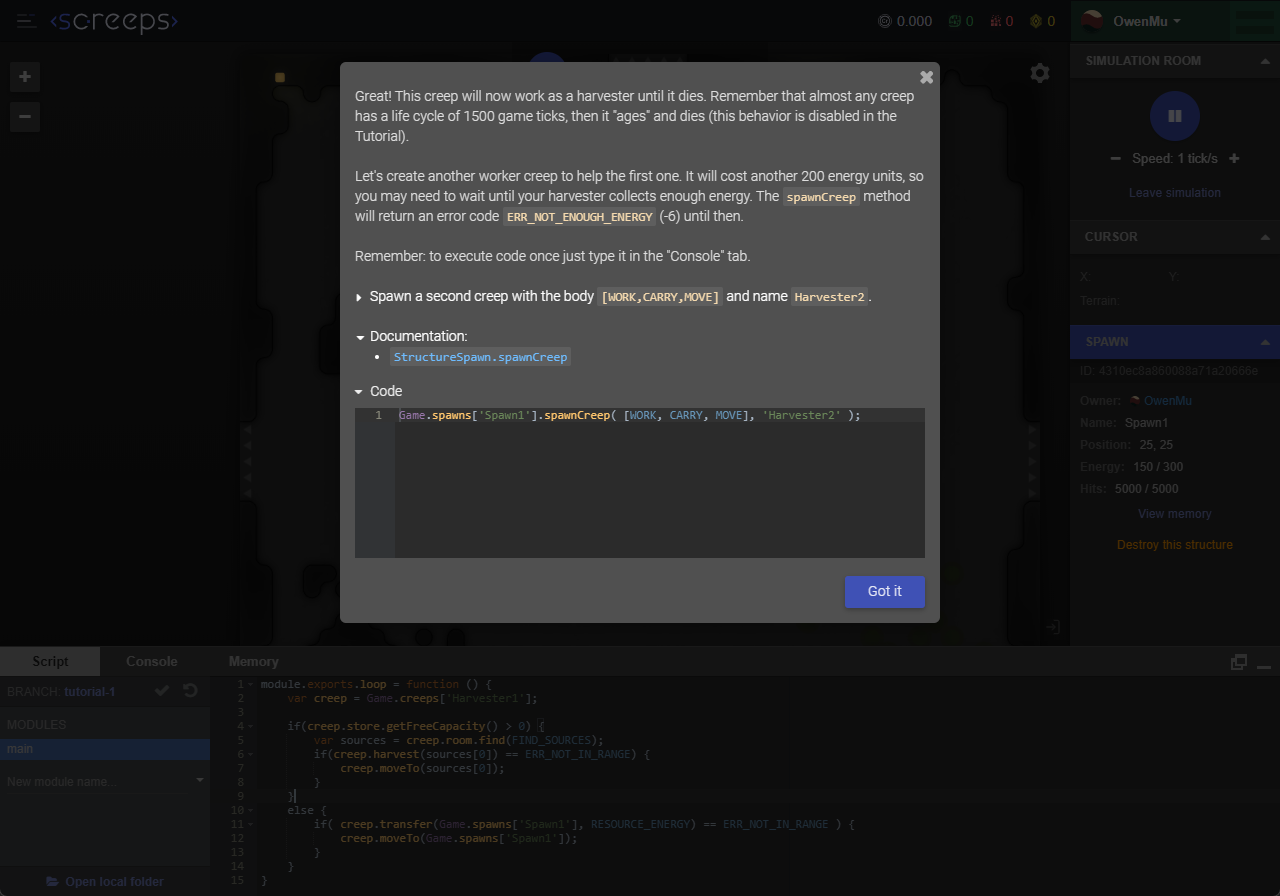 screeps
0.000
0
0
0
OwenMu
Great! This creep will now work as a harvester until it dies. Remember that almost any creep
has a life cycle of 1500 game ticks, then it "ages" and dies (this behavior is disabled in the
Tutorial).
Let's create another worker creep to help the first one. It will cost another 200 energy units, so
you may need to wait until your harvester collects enough energy. The spawnCreep method
will return an error code ERR_NOT_ENOUGH_ENERGY (-6) until then.
Remember: to execute code once just type it in the "Console" tab.
Spawn a second creep with the body [WORK,CARRY,MOVE] and name Harvester2.
Documentation:
• StructureSpawn.spawnCreep
Code
1 Game.spawns['Spawn1'].spawnCreep( [WORK, CARRY, MOVE], 'Harvester2' );
Got it
SIMULATION ROOM
Speed: 1 tick/s
Leave simulation
CURSOR
X: Y:
Terrain:
SPAWN
ID: 4310ec8a860088a71a20666e
Owner: OwenMu
Name: Spawn1
Position: 25, 25
Energy: 150 / 300
Hits: 5000 / 5000
View memory
Destroy this structure
Script Console Memory
BRANCH: tutorial-1
MODULES
main
New module name...
Open local folder
1 module.exports.loop = function () {
2 var creep = Game.creeps['Harvester1'];
3
4 if(creep.store.getFreeCapacity() > 0) {
5 var sources = creep.room.find(FIND_SOURCES);
6 if(creep.harvest(sources[0]) == ERR_NOT_IN_RANGE) {
7 creep.moveTo(sources[0]);
8 }
9 }
10 else {
11 if( creep.transfer(Game.spawns['Spawn1'], RESOURCE_ENERGY) == ERR_NOT_IN_RANGE ) {
12 creep.moveTo(Game.spawns['Spawn1']);
13 }
14 }
15 }